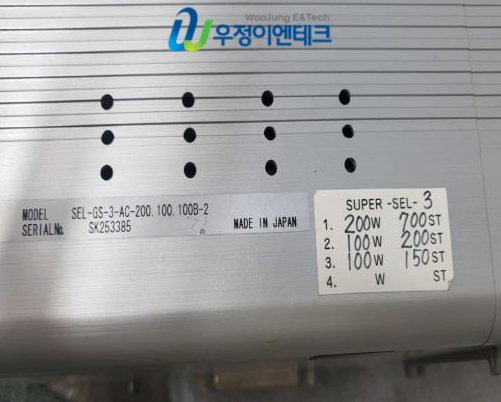 WooJung E&Tech
우정이엔테크
MODEL SEL-GS-3-AC-200.100.100B-2
SERIAL No. SK253385 MADE IN JAPAN
SUPER -SEL- 3
1. 200W 700ST
2. 100W 200ST
3. 100W 150ST
4. W ST